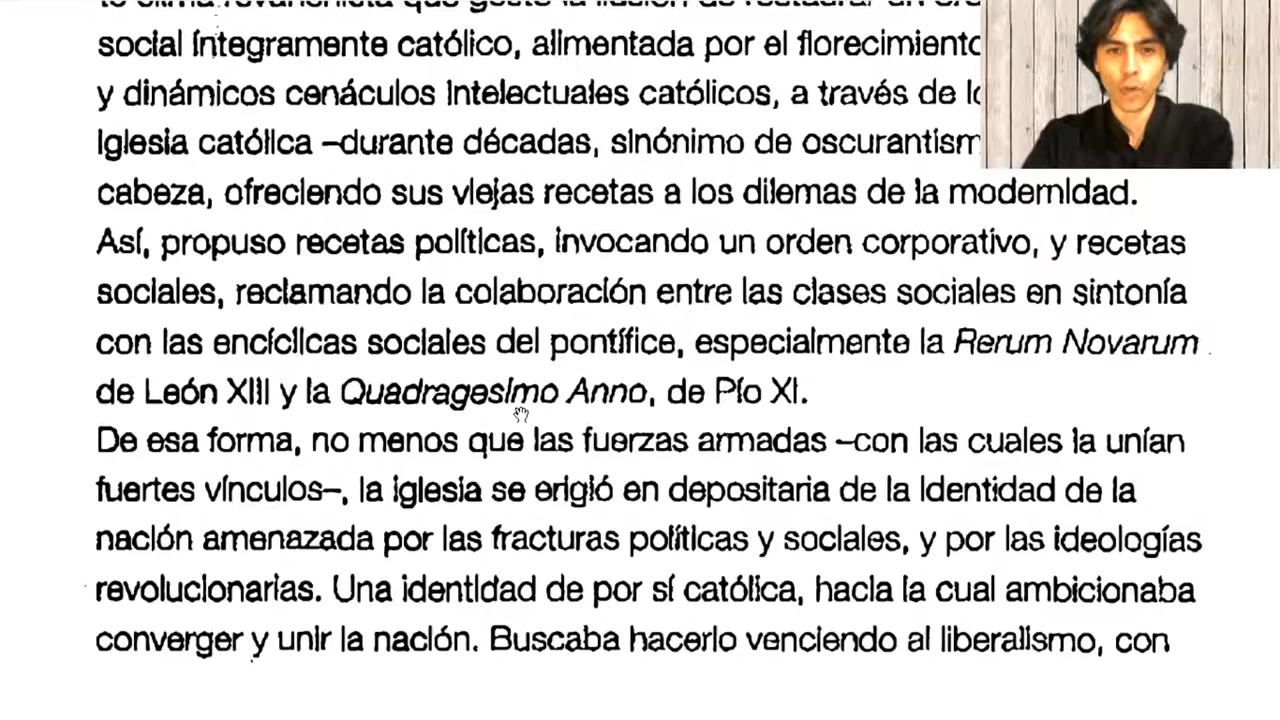 social íntegramente católico, alimentada por el florecimiento
y dinámicos cenáculos intelectuales católicos, a través de
Iglesia católica –durante décadas, sinónimo de
cabeza, ofreciendo sus viejas recetas a los dilemas de la modernidad.
Así, propuso recetas políticas, invocando un orden corporativo, y recetas
sociales, reclamando la colaboración entre las clases sociales en sintonía
con las encíclicas sociales del pontífice, especialmente la Rerum Novarum
de León XIII y la Quadragesimo Anno, de Pío XI.
De esa forma, no menos que las fuerzas armadas –con las cuales la unían
fuertes vínculos–, la Iglesia se erigió en depositaria de la identidad de la
nación amenazada por las fracturas políticas y sociales, y por las ideologías
revolucionarias. Una identidad de por sí católica, hacia la cual ambicionaba
converger y unir la nación. Buscaba hacerlo venciendo al liberalismo, con